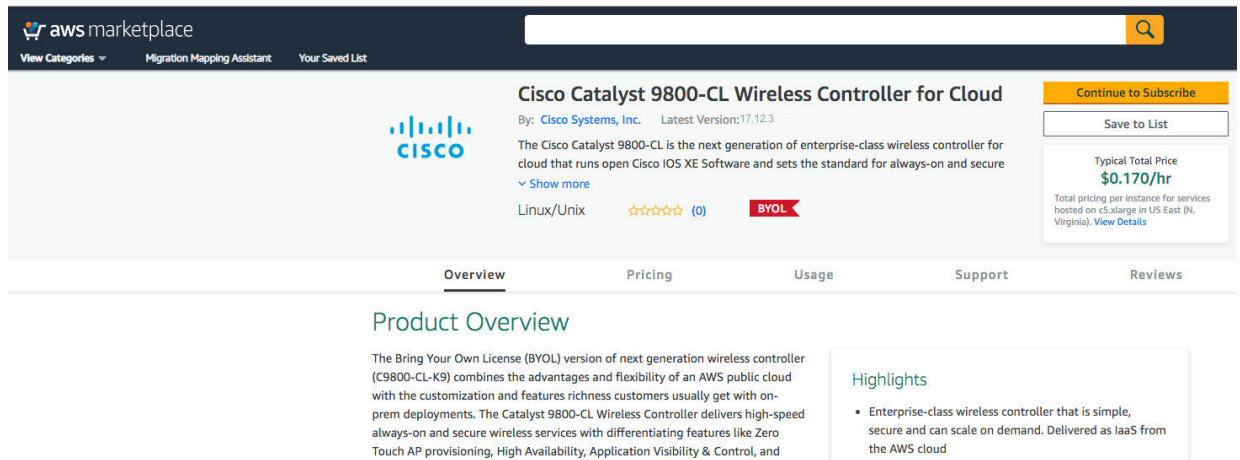 aws marketplace
View Categories
Migration Mapping Assistant
Your Saved List
CISCO
Cisco Catalyst 9800-CL Wireless Controller for Cloud
By: Cisco Systems, Inc. Latest Version:17.12.3
The Cisco Catalyst 9800-CL is the next generation of enterprise-class wireless controller for
cloud that runs open Cisco IOS XE Software and sets the standard for always-on and secure
Show more
Linux/Unix (0) BYOL
Continue to Subscribe
Save to List
Typical Total Price
$0.170/hr
Total pricing per instance for services
hosted on c5.xlarge in US East (N.
Virginia). View Details
Overview Pricing Usage Support Reviews
Product Overview
The Bring Your Own License (BYOL) version of next generation wireless controller
(C9800-CL-K9) combines the advantages and flexibility of an AWS public cloud
with the customization and features richness customers usually get with on-
prem deployments. The Catalyst 9800-CL Wireless Controller delivers high-speed
always-on and secure wireless services with differentiating features like Zero
Touch AP provisioning, High Availability, Application Visibility & Control, and
Highlights
• Enterprise-class wireless controller that is simple,
secure and can scale on demand. Delivered as IaaS from
the AWS cloud